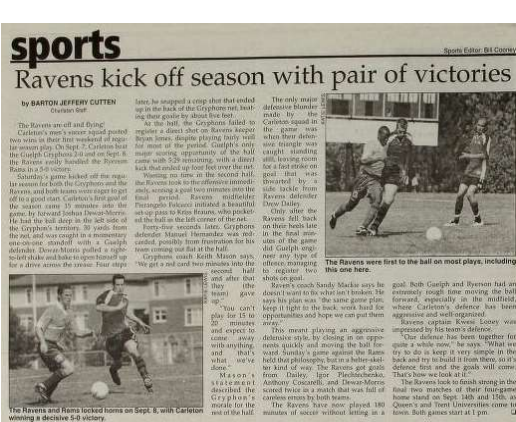 sports
Sports Editor: Bill Cooney
Ravens kick off season with pair of victories
by BARTON JEFFERY CUTTEN
Charlatan Staff
The Ravens are off and flying!
Carleton's men's soccer squad posted
two wins in their first weekend of regu-
lar season play. On Sept. 7, Carleton beat
the Guelph Gryphons 2-0 and on Sept. 8,
the Ravens easily handled the Ryerson
Rams in a 5-0 victory.
Saturday's game kicked off the regu-
lar season for both the Gryphons and the
Ravens, and both teams were eager to get
off to a good start. Carleton's first goal of
the season came 15 minutes into the
game, by forward Joshua Dewar-Morris.
He had the ball deep in the left side of
the Gryphon's territory, 30 yards from
the net, and was caught in a momentary
one-on-one standoff with a Guelph
defender. Dewar-Morris pulled a right-
to-left shake and bake to open himself up
for a drive across the crease. Four steps
The Ravens and Rams locked horns on Sept. 8, with Carleton
winning a decisive 5-0 victory.
later, he snapped a crisp shot that ended
up in the back of the Gryphons net, beat-
ing their goalie by about five feet.
At the half, the Gryphons failed to
register a direct shot on Ravens keeper
Bryan Jones, despite playing fairly well
for most of the period. Guelph's only
major scoring opportunity of the half
came with 5:29 remaining, with a direct
kick that ended up four feet over the net.
Wasting no time in the second half,
the Ravens took to the offensive immedi-
ately, scoring a goal two minutes into the
final period. Ravens midfielder
Pierangelo Falcucci initiated a beautiful
set-up pass to Kriss Beams, who pocket-
ed the ball in the left corner of the net.
Forty-five seconds later, Gryphons
defender Manuel Hernandez was red-
carded, possibly from frustration for his
team coming out flat at the half.
Gryphons coach Keith Mason says,
"We get a red card two minutes into the
second half
and after that
they (the
team) gave
up."
"You can't
play for 15 to
20 minutes
and expect to
come away
with anything,
and that's
what we've
done."
Mason's
statement
described the
Gryphon's
morale for the
rest of the half.
The only major
defensive blunder
made by the
Carleton squad in
the game was
when their defen-
sive triangle was
caught standing
still, leaving room
for a fast strike on
goal that was
thwarted by a
side tackle from
Ravens defender
Drew Dailey.
Only after the
Ravens fell back
on their heels late
in the final min-
utes of the game
did Guelph engi-
neer any type of
offence, managing
to register two
shots on goal.
Raven's coach Sandy Mackie says he
doesn't want to fix what isn't broken. He
says his plan was "the same game plan,
keep it tight to the back, work hard for
opportunities and hope we can put them
away."
This meant playing an aggressive
defensive style, by closing in on oppo-
nents quickly and moving the ball for-
ward. Sunday's game against the Rams
held that philosophy, but in a helter-skel-
ter kind of way. The Ravens got goals
from Dailey, Igor
Anthony Coscarella, and Dewar-Morris
scored twice in a match that was full of
careless errors by both teams.
The Ravens have now played 180
minutes of soccer without letting in a
The Ravens were first to the ball on most plays, including
this one here.
goal. Both Guelph and Ryerson had an
extremely rough time moving the ball
forward, especially in the midfield,
where Carleton's defence has been
aggressive and well-organized.
Ravens captain Kwesi Loney was
impressed by his team's defence.
"Our defence has been together for
quite a while now," he says. "What we
try to do is keep it very simple in the
back and try to build it from there, so it's
defence first and the goals will come.
That's how we look at it."
The Ravens look to finish strong in the
final two matches of their four-game
home stand on Sept. 14th and 15th, as
Queen's and Trent Universities come to
town. Both games start at 1 pm.